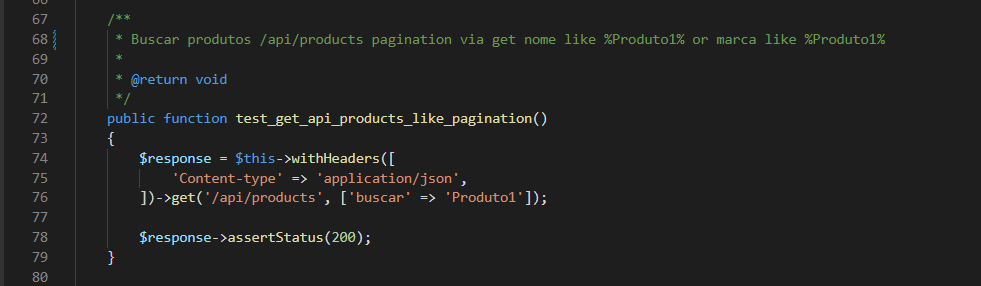 67 /**
68 * Buscar produtos /api/products pagination via get nome like %Produto1% or marca like %Produto1%
69 *
70 * @return void
71 */
72 public function test_get_api_products_like_pagination()
73 {
74 $response = $this->withHeaders([
75 'Content-type' => 'application/json',
76 ])->get('/api/products', ['buscar' => 'Produto1']);
77
78 $response->assertStatus(200);
79 }
80